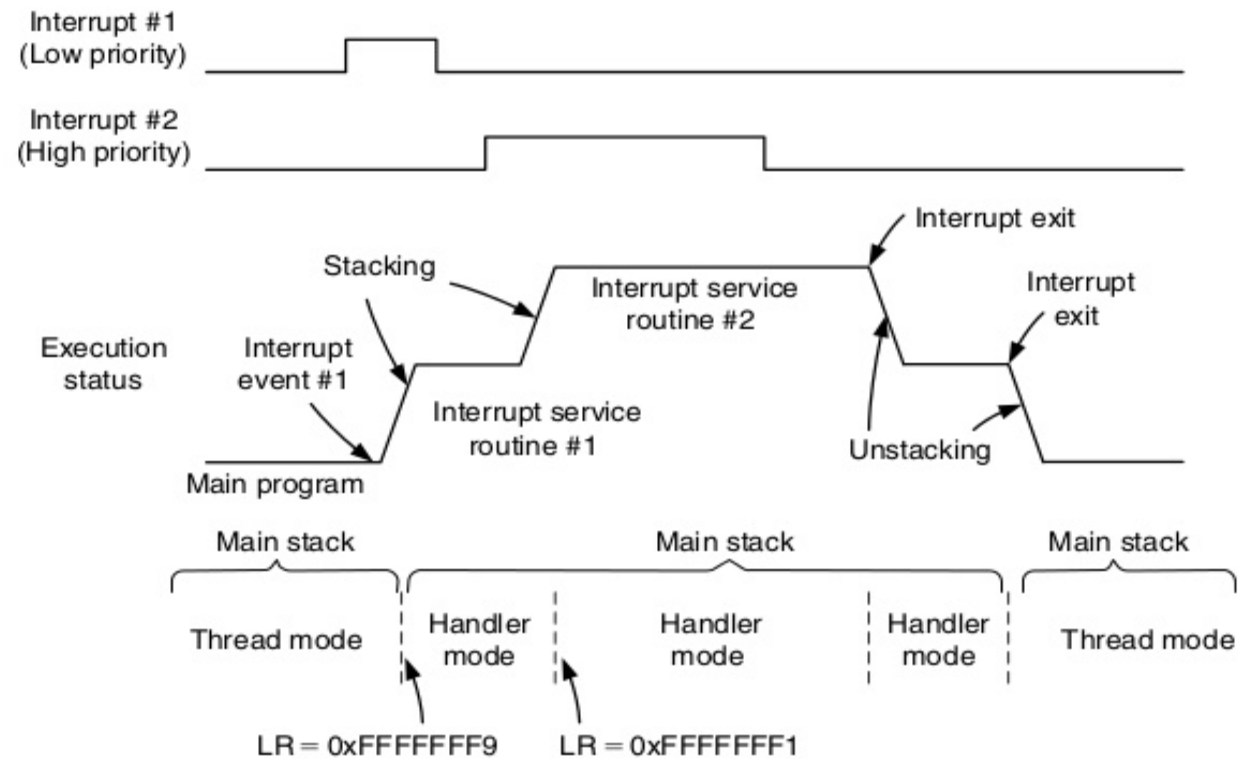 Interrupt #1
(Low priority)
Interrupt #2
(High priority)
Interrupt exit
Stacking
Interrupt service
routine #2
Interrupt
exit
Execution
status
Interrupt
event #1
Interrupt service
routine #1
Unstacking
Main program
Main stack
Main stack
Main stack
Thread mode
Handler
mode
Handler
mode
Handler
mode
Thread mode
LR = 0xFFFFFFF9
LR = 0xFFFFFFF1